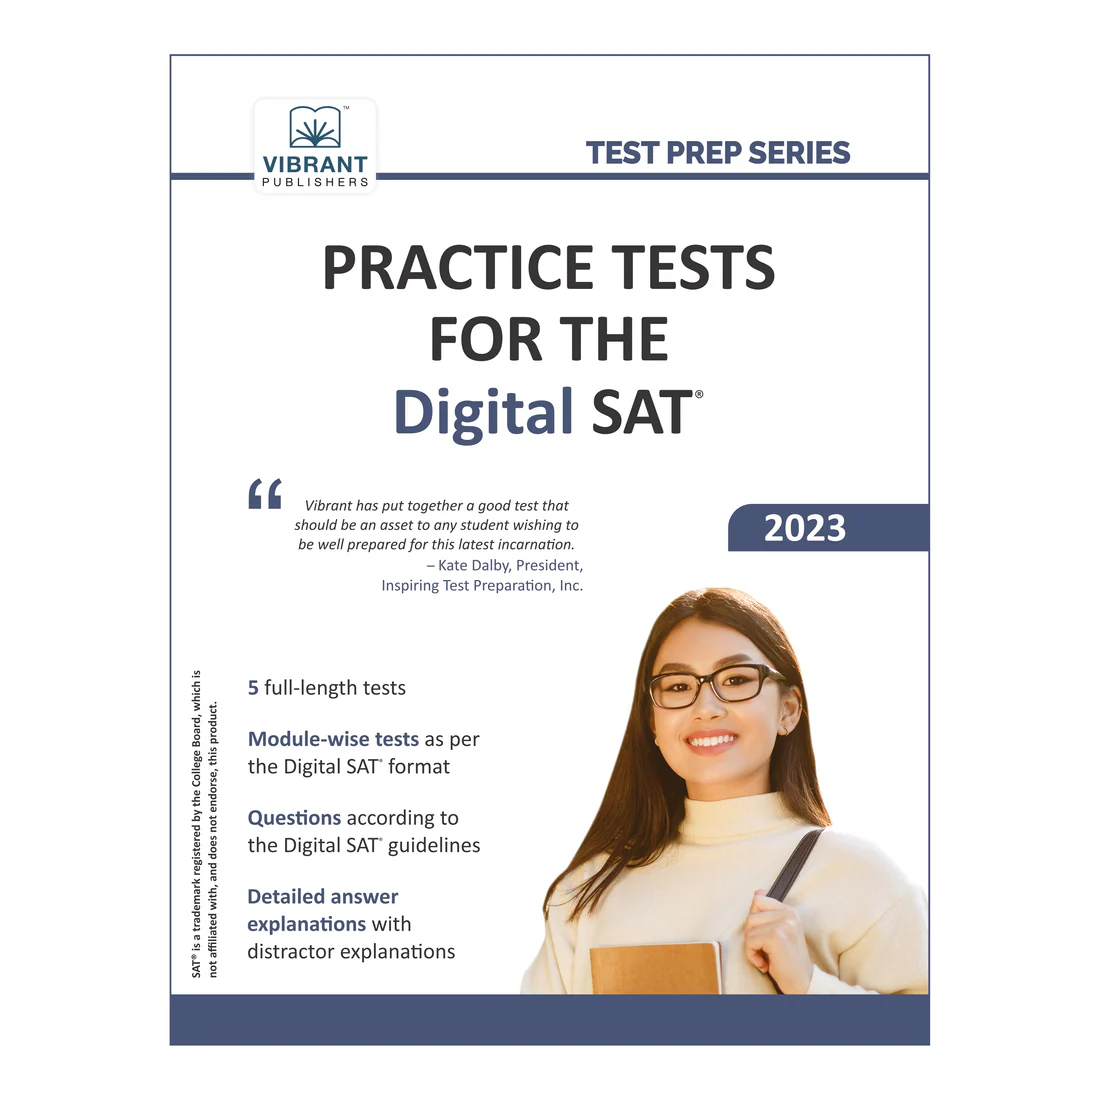 VIBRANT
PUBLISHERS
™
TEST PREP SERIES
PRACTICE TESTS
FOR THE
Digital SAT®
“
Vibrant has put together a good test that
should be an asset to any student wishing to
be well prepared for this latest incarnation.
– Kate Dalby, President,
Inspiring Test Preparation, Inc.
2023
5 full-length tests
Module-wise tests as per
the Digital SAT® format
Questions according to
the Digital SAT® guidelines
Detailed answer
explanations with
distractor explanations
SAT® is a trademark registered by the College Board, which is
not affiliated with, and does not endorse, this product.